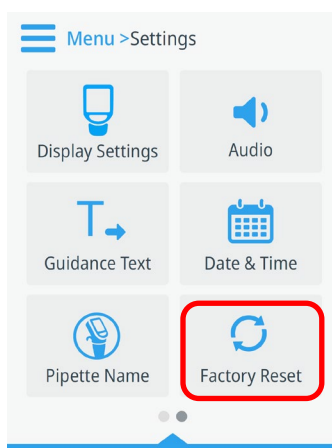 Menu >Settings
Display Settings
Audio
T
Guidance Text
Date & Time
Pipette Name
Factory Reset